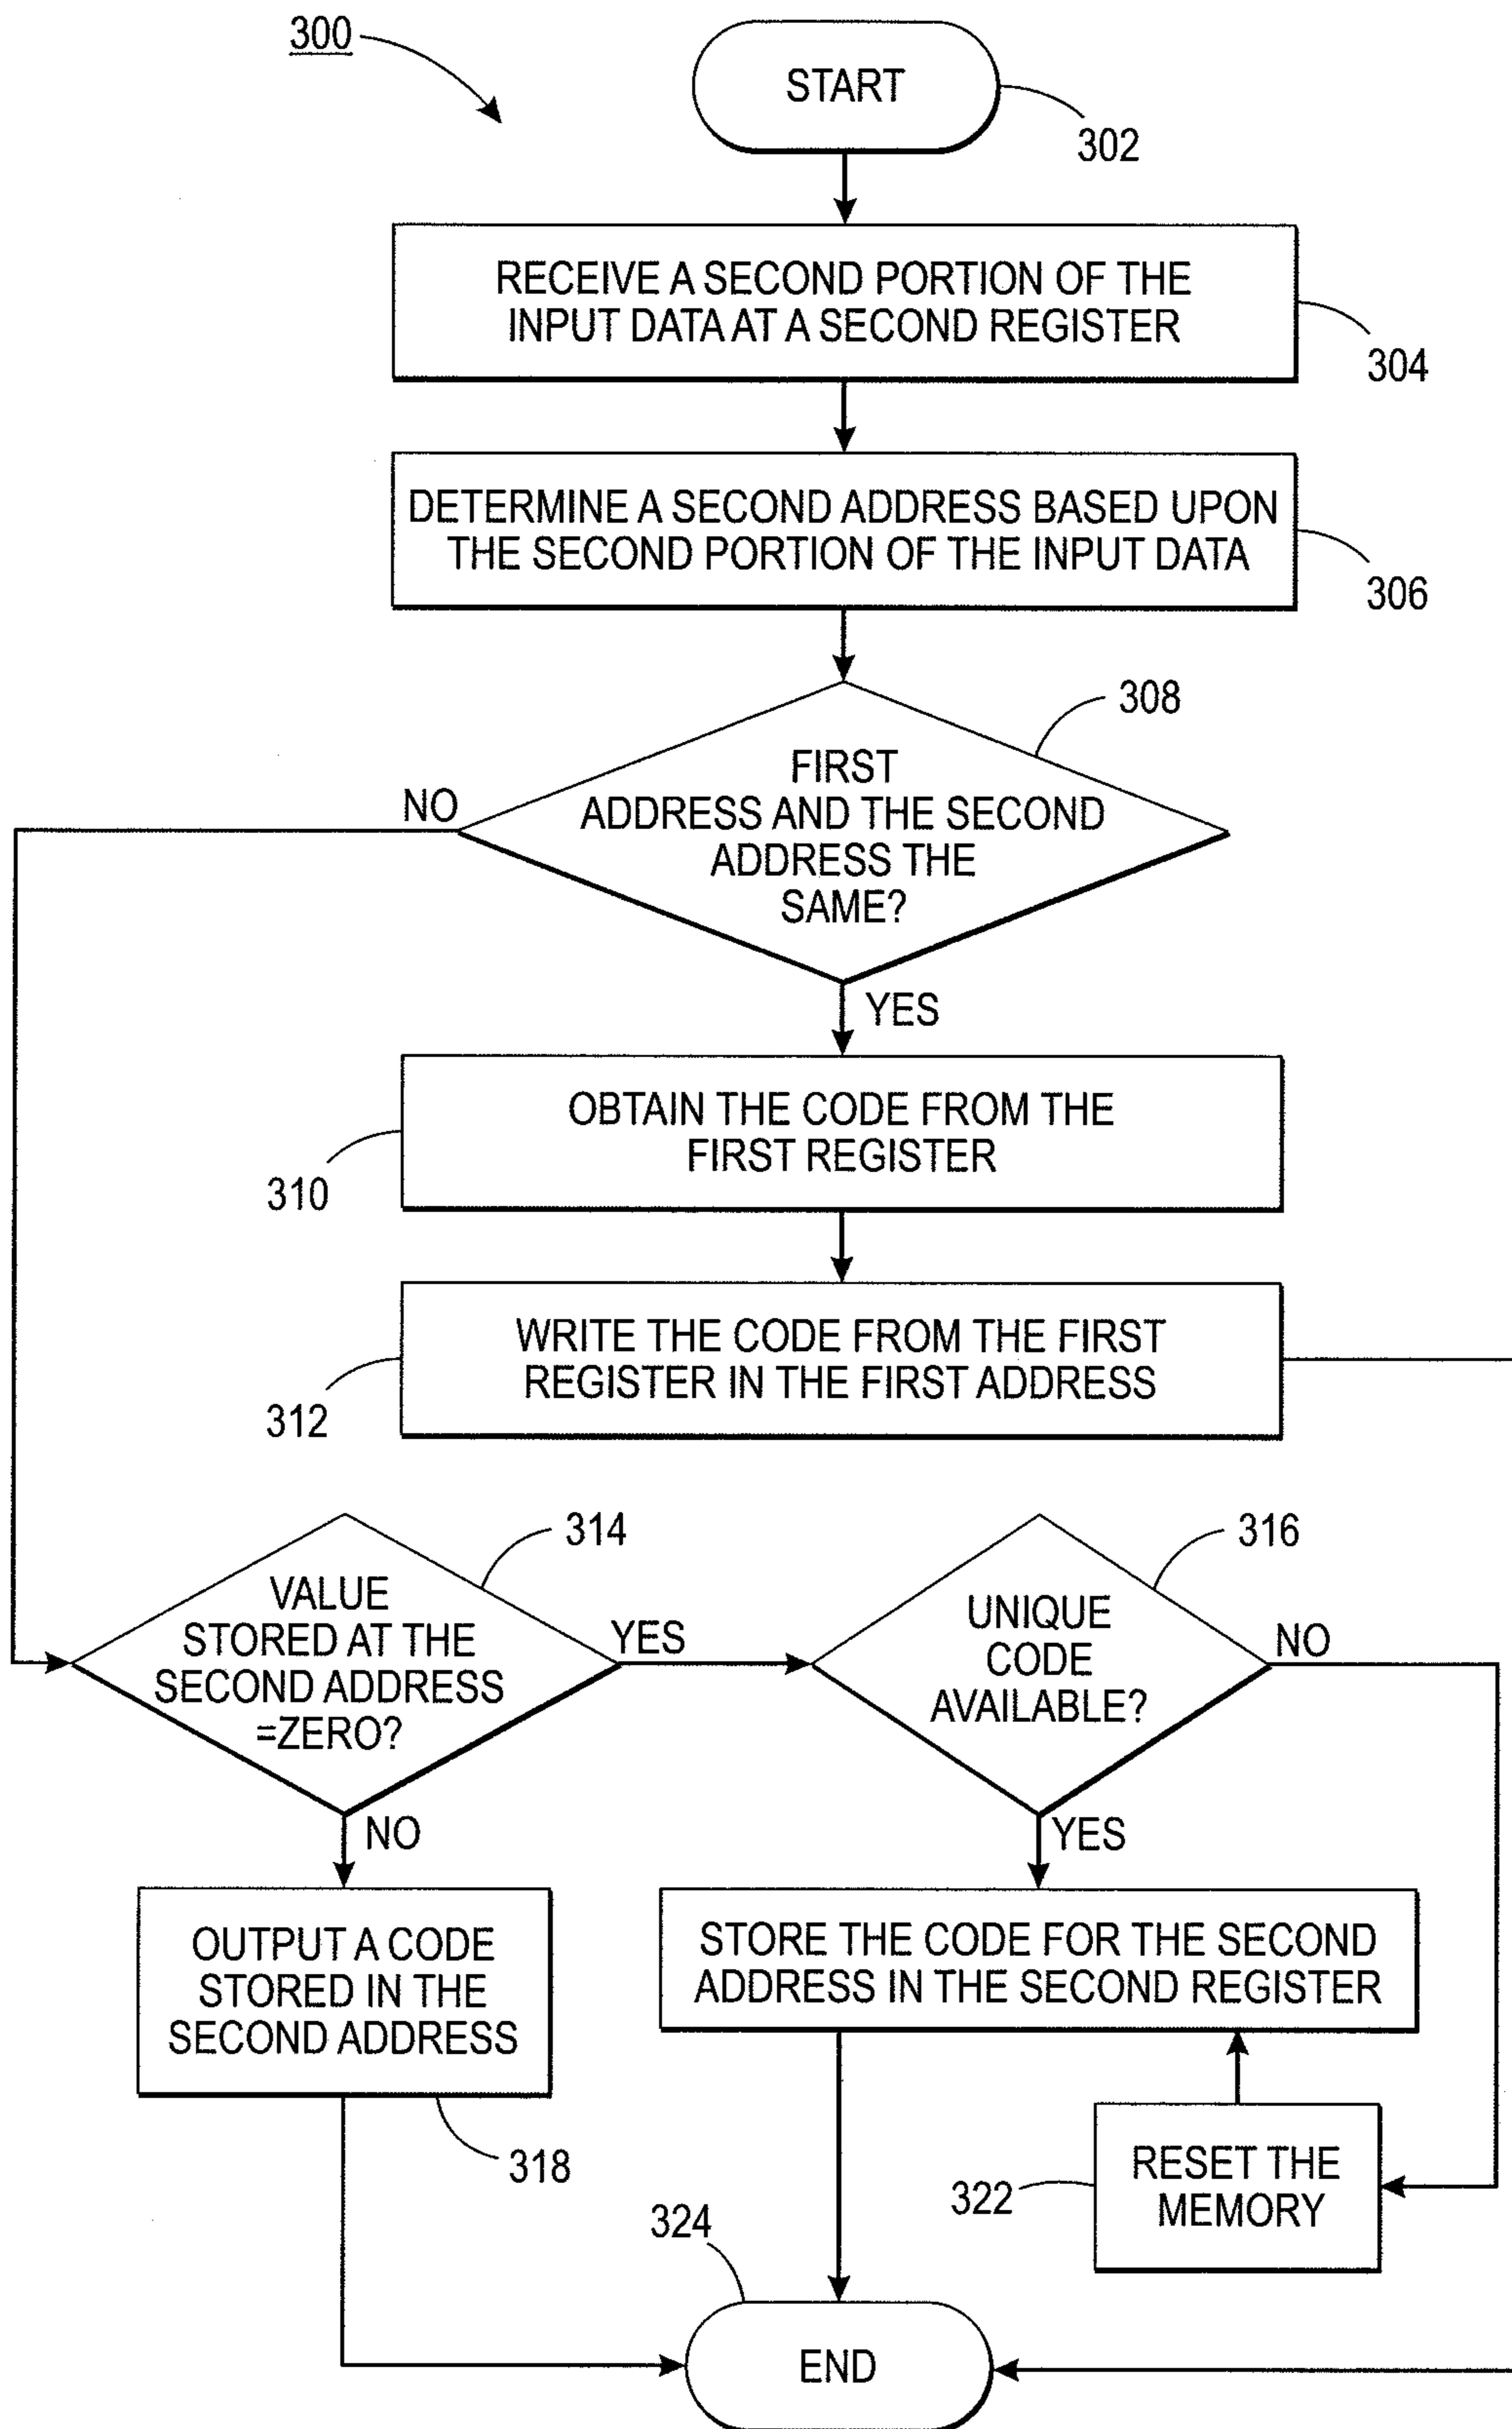 300
START
302
RECEIVE A SECOND PORTION OF THE
INPUT DATA AT A SECOND REGISTER
304
DETERMINE A SECOND ADDRESS BASED UPON
THE SECOND PORTION OF THE INPUT DATA
306
308
FIRST
ADDRESS AND THE SECOND
ADDRESS THE
SAME?
NO
YES
OBTAIN THE CODE FROM THE
FIRST REGISTER
310
WRITE THE CODE FROM THE FIRST
REGISTER IN THE FIRST ADDRESS
312
314
VALUE
STORED AT THE
SECOND ADDRESS
=ZERO?
YES
NO
316
UNIQUE
CODE
AVAILABLE?
NO
YES
OUTPUT A CODE
STORED IN THE
SECOND ADDRESS
318
STORE THE CODE FOR THE SECOND
ADDRESS IN THE SECOND REGISTER
RESET THE
MEMORY
322
324
END